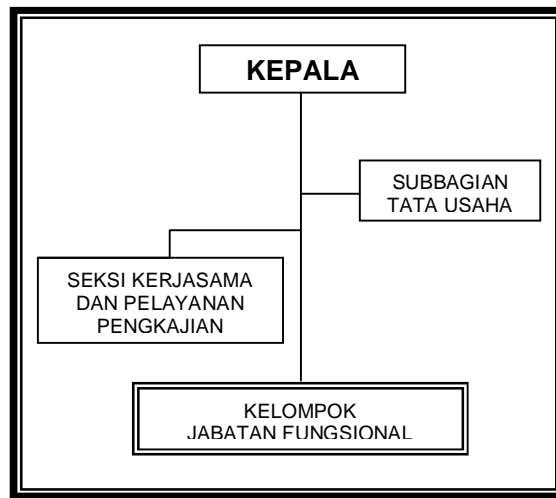 KEPALA
SUBBAGIAN
TATA USAHA
SEKSI KERJASAMA
DAN PELAYANAN
PENGKAJIAN
KELOMPOK
JABATAN FUNGSIONAL